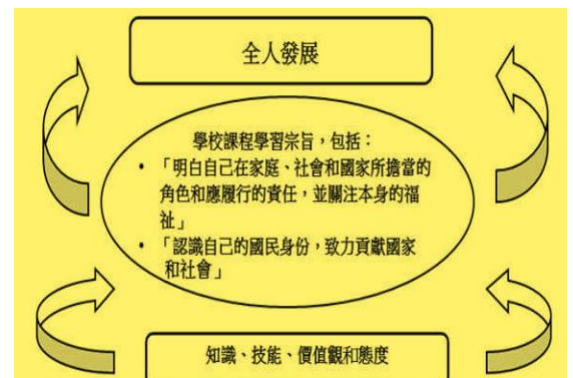 全人發展
學校課程學習宗旨，包括：
• 「明白自己在家庭、社會和國家所擔當的
角色和應履行的責任，並關注本身的福
祉」
• 「認識自己的國民身份，致力貢獻國家
和社會」
知識、技能、價值觀和態度